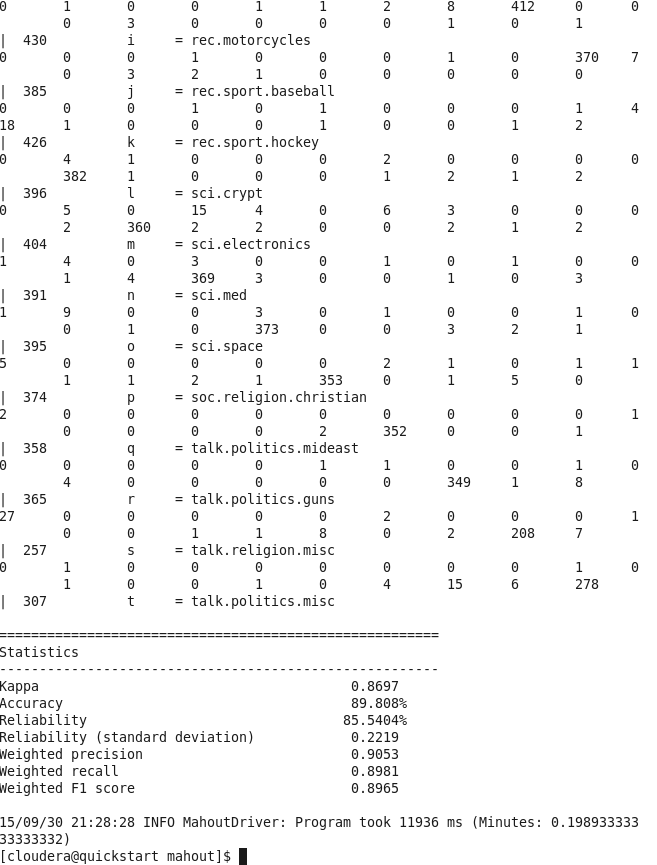 0 1 0 0 1 1 2 8 412 0 0
0 3 0 0 0 0 0 1 0 1
| 430 i = rec.motorcycles
0 0 0 1 0 0 0 1 0 370 7
0 3 2 1 0 0 0 0 0 0
| 385 j = rec.sport.baseball
0 0 0 1 0 1 0 0 0 1 4
18 1 0 0 0 1 0 0 1 2
| 426 k = rec.sport.hockey
0 4 1 0 0 0 2 0 0 0 0
382 1 0 0 0 1 2 1 2
| 396 l = sci.crypt
0 5 0 15 4 0 6 3 0 0 0
2 360 2 2 0 0 2 1 2
| 404 m = sci.electronics
1 4 0 3 0 0 1 0 1 0 0
1 4 369 3 0 0 1 0 3
| 391 n = sci.med
1 9 0 0 3 0 1 0 0 1 0
0 1 0 373 0 0 3 2 1
| 395 o = sci.space
5 0 0 0 0 0 2 1 0 1 1
1 1 2 1 353 0 1 5 0
| 374 p = soc.religion.christian
2 0 0 0 0 0 0 0 0 0 1
0 0 0 0 2 352 0 0 1
| 358 q = talk.politics.mideast
0 0 0 0 0 1 1 0 0 1 0
4 0 0 0 0 0 349 1 8
| 365 r = talk.politics.guns
27 0 0 0 0 0 2 0 0 0 1
0 0 1 1 8 0 2 208 7
| 257 s = talk.religion.misc
0 1 0 0 0 0 0 0 0 1 0
1 0 0 1 0 4 15 6 278
| 307 t = talk.politics.misc
=======================================================
Statistics
-------------------------------------------------------
Kappa 0.8697
Accuracy 89.808%
Reliability 85.5404%
Reliability (standard deviation) 0.2219
Weighted precision 0.9053
Weighted recall 0.8981
Weighted F1 score 0.8965
15/09/30 21:28:28 INFO MahoutDriver: Program took 11936 ms (Minutes: 0.198933333
33333332)
[cloudera@quickstart mahout]$